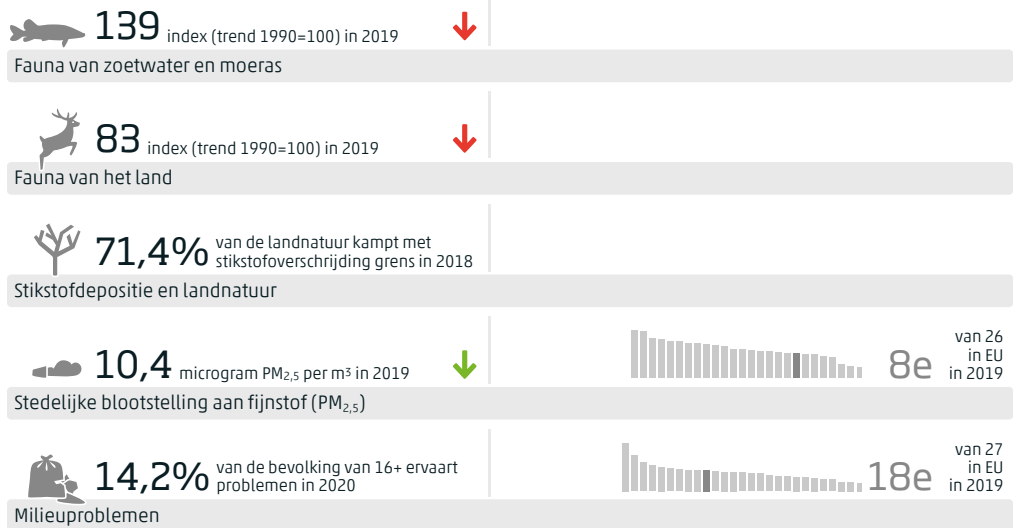 139 index (trend 1990=100) in 2019
Fauna van zoetwater en moeras
83 index (trend 1990=100) in 2019
Fauna van het land
71,4% van de landnatuur kampt met
stikstofoverschrijding grens in 2018
Stikstofdepositie en landnatuur
10,4 microgram PM2,5 per m³ in 2019
8e
van 26
in EU
in 2019
Stedelijke blootstelling aan fijnstof (PM2,5)
14,2% van de bevolking van 16+ ervaart
problemen in 2020
18e
van 27
in EU
in 2019
Milieuproblemen